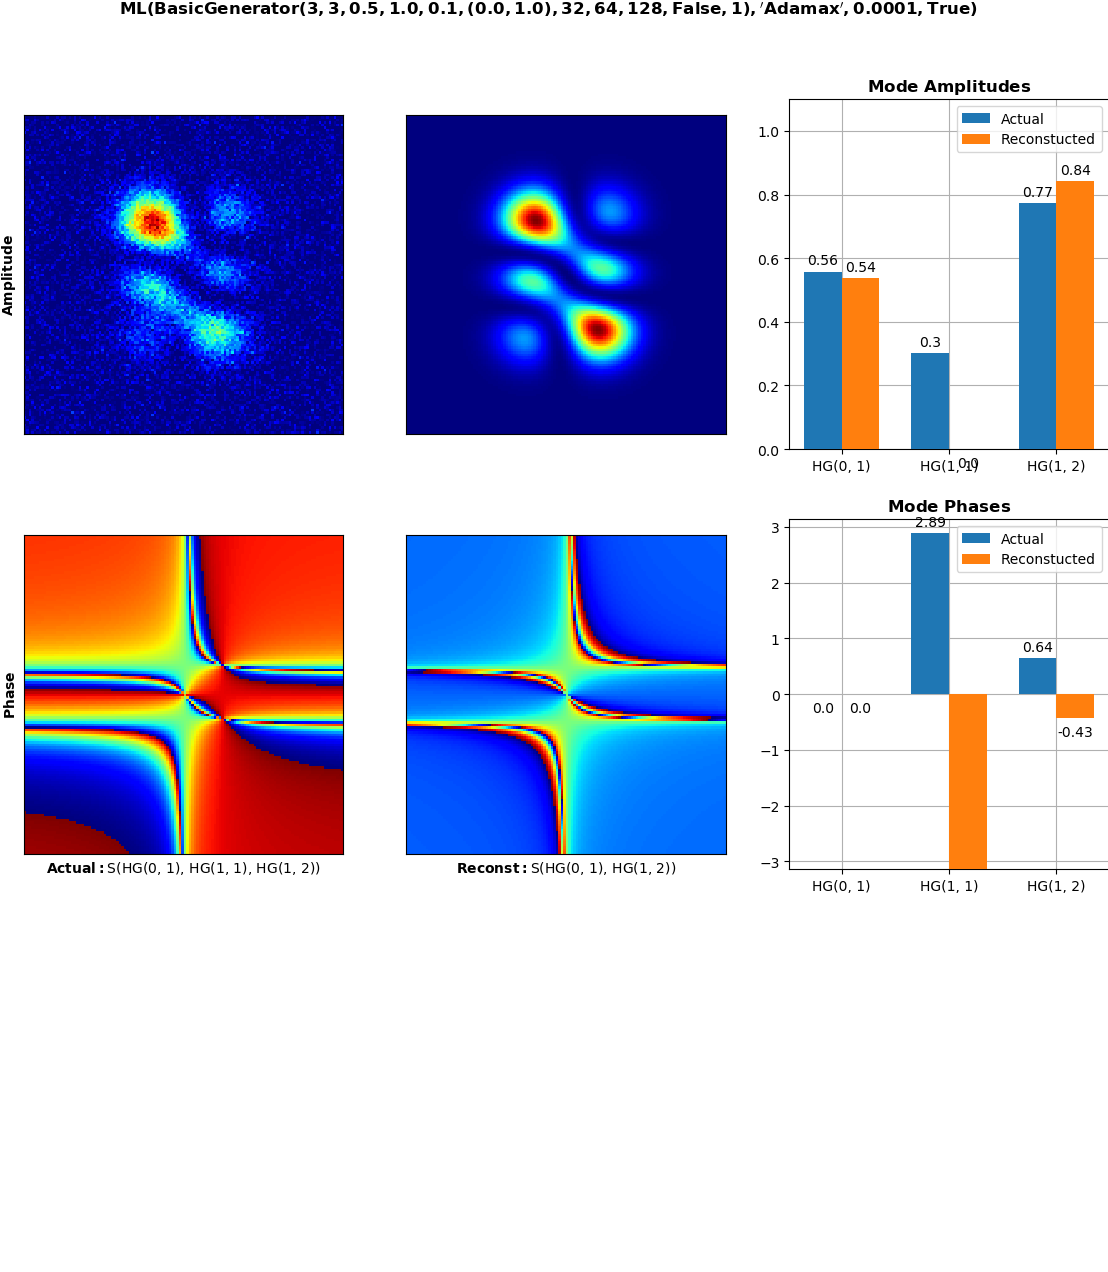 ML(BasicGenerator(3, 3, 0.5, 1.0, 0.1, (0.0, 1.0), 32, 64, 128, False, 1), ′Adamax′, 0.0001, True)
Amplitude
Mode Amplitudes
Actual
Reconstucted
1.0
0.8
0.6
0.4
0.2
0.0
0.56
0.54
0.3
0.0
0.77
0.84
HG(0, 1)
HG(1, 1)
HG(1, 2)
Phase
Actual: S(HG(0, 1), HG(1, 1), HG(1, 2))
Reconst: S(HG(0, 1), HG(1, 2))
Mode Phases
Actual
Reconstucted
3
2
1
0
−1
−2
−3
0.0
0.0
2.89
0.64
-0.43
HG(0, 1)
HG(1, 1)
HG(1, 2)